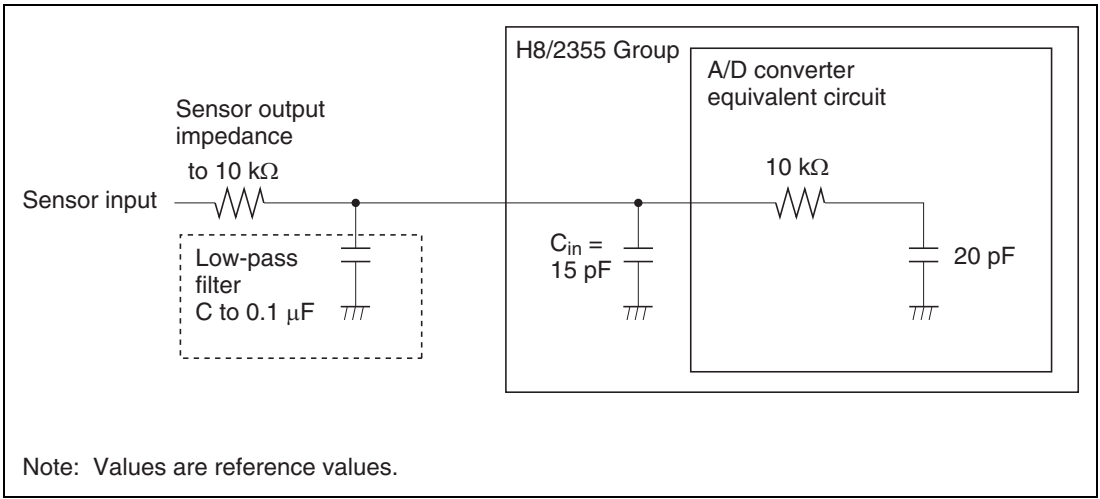 H8/2355 Group
A/D converter
equivalent circuit
Sensor output
impedance
to 10 kΩ
10 kΩ
Sensor input
Low-pass
filter
C to 0.1 μF
Cin =
15 pF
20 pF
Note: Values are reference values.